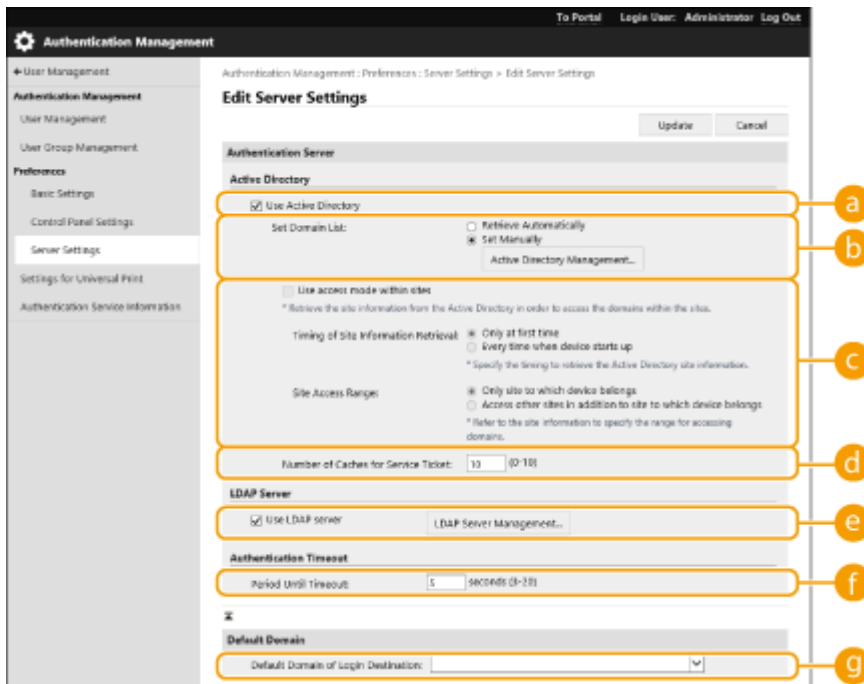 To Portal Login User: Administrator Log Out
Authentication Management
User Management
Authentication Management : Preferences : Server Settings > Edit Server Settings
Authentication Management
User Management
User Group Management
Preferences
Basic Settings
Control Panel Settings
Server Settings
Settings for Universal Print
Authentication Service Information
Edit Server Settings
Update Cancel
Authentication Server
Active Directory
Use Active Directory
a
Set Domain List: Retrieve Automatically
Set Manually
Active Directory Management...
b
Use access mode within sites
* Retrieve the site information from the Active Directory in order to access the domains within the sites.
Timing of Site Information Retrieval: Only at first time
Every time when device starts up
* Specify the timing to retrieve the Active Directory site information.
Site Access Range: Only site to which device belongs
Access other sites in addition to site to which device belongs
* Refer to the site information to specify the range for accessing
domains.
c
Number of Caches for Service Ticket: 10 (0-10)
d
LDAP Server
Use LDAP server LDAP Server Management...
e
Authentication Timeout
Period Until Timeout: 5 seconds (3-20)
f
Default Domain
Default Domain of Login Destination:
g